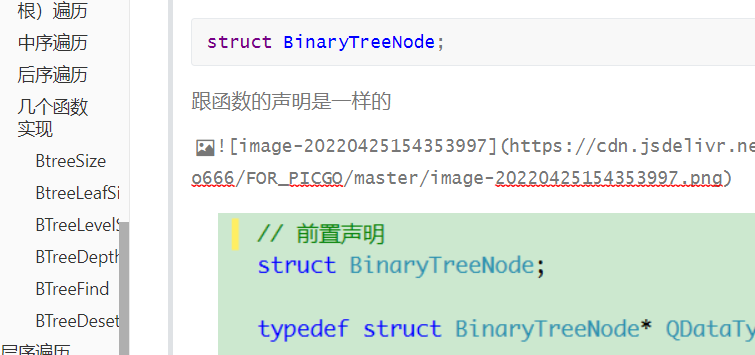 根）遍历
中序遍历
后序遍历
几个函数
实现
BtreeSize
BtreeLeafSi
BTreeLevelS
BTreeDepth
BTreeFind
BTreeDeset
层序遍历
struct BinaryTreeNode;
跟函数的声明是一样的
![image-20220425154353997](https://cdn.jsdelivr.ne
o666/FOR_PICGO/master/image-20220425154353997.png)
// 前置声明
struct BinaryTreeNode;
typedef struct BinaryTreeNode* QDataTy